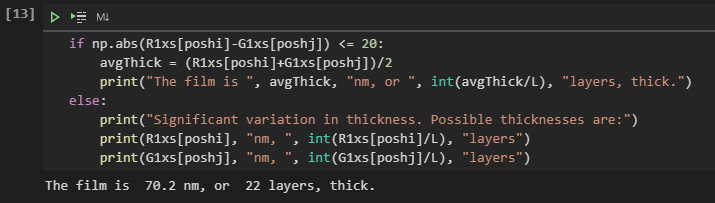 [13]
M↓
if np.abs(R1xs[poshi]-G1xs[poshj]) <= 20:
    avgThick = (R1xs[poshi]+G1xs[poshj])/2
    print("The film is ", avgThick, "nm, or ", int(avgThick/L), "layers, thick.")
else:
    print("Significant variation in thickness. Possible thicknesses are:")
    print(R1xs[poshi], "nm, ", int(R1xs[poshi]/L), "layers")
    print(G1xs[poshj], "nm, ", int(G1xs[poshj]/L), "layers")
The film is  70.2 nm, or  22 layers, thick.